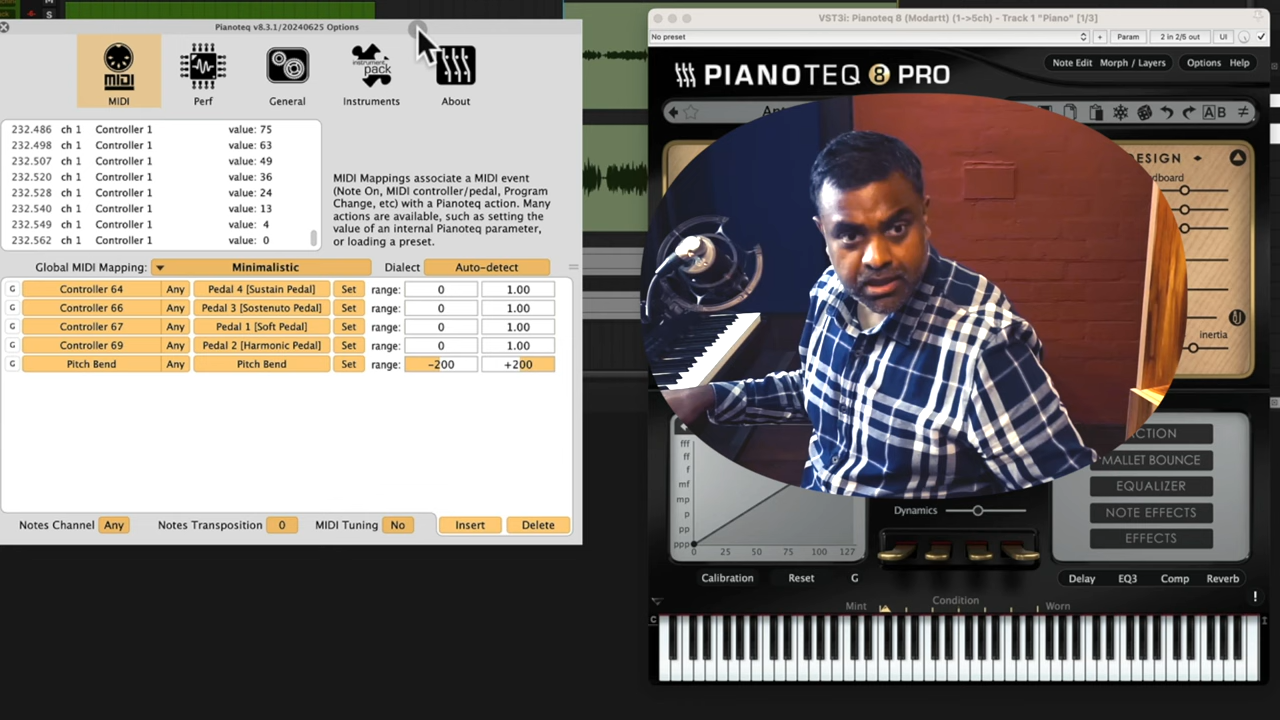 S
Pianoteq v8.3.1/20240625 Options
MIDI
MIDI
Perf
General
instrument pack
Instruments
About
232.486 ch 1 Controller 1 value: 75
232.498 ch 1 Controller 1 value: 63
232.507 ch 1 Controller 1 value: 49
232.520 ch 1 Controller 1 value: 36
232.528 ch 1 Controller 1 value: 24
232.540 ch 1 Controller 1 value: 13
232.549 ch 1 Controller 1 value: 4
232.562 ch 1 Controller 1 value: 0
MIDI Mappings associate a MIDI event
(Note On, MIDI controller/pedal, Program
Change, etc) with a Pianoteq action. Many
actions are available, such as setting the
value of an internal Pianoteq parameter,
or loading a preset.
Global MIDI Mapping: Minimalistic Dialect Auto-detect
G Controller 64 Any Pedal 4 [Sustain Pedal] Set range: 0 1.00
G Controller 66 Any Pedal 3 [Sostenuto Pedal] Set range: 0 1.00
G Controller 67 Any Pedal 1 [Soft Pedal] Set range: 0 1.00
G Controller 69 Any Pedal 2 [Harmonic Pedal] Set range: 0 1.00
G Pitch Bend Any Pitch Bend Set range: -200 +200
Notes Channel Any Notes Transposition 0 MIDI Tuning No Insert Delete
VST3i: Pianoteq 8 (Modartt) (1->5ch) - Track 1 "Piano" [1/3]
No preset + Param 2 in 2/5 out UI
PIANOTEQ 8 PRO
Note Edit Morph / Layers Options Help
A B
DESIGN
inertia
fff
ff
f
mf
mp
p
pp
ppp
0 25 50 75 100 127
Dynamics
MALLET BOUNCE
EQUALIZER
NOTE EFFECTS
EFFECTS
Calibration Reset G
Delay EQ3 Comp Reverb
Mint Condition Worn
!
C